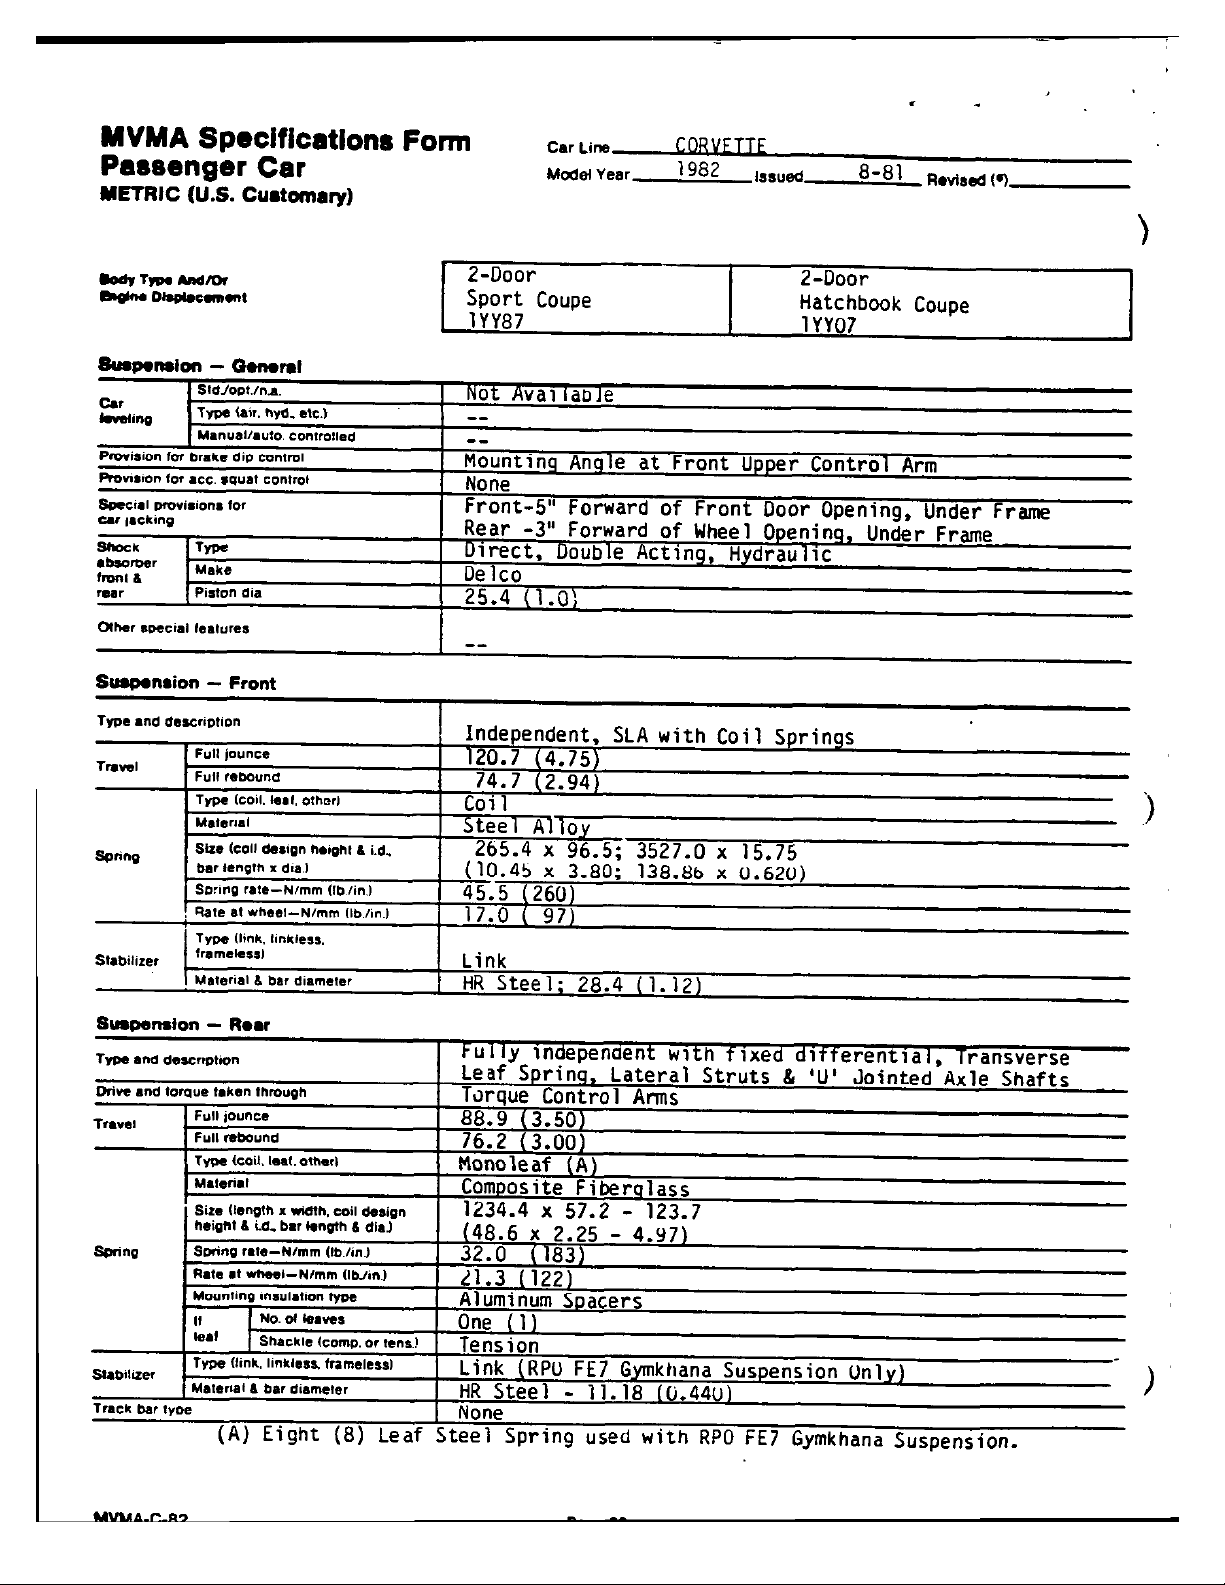 MVMA Specifications Form
Passenger Car
METRIC (U.S. Customary)
Car Line CORVETTE
Model Year 1982 Issued 8-81 Revised (•)
Body Type And/Or
Engine Displacement
2-Door
Sport Coupe
1YY87
2-Door
Hatchbook Coupe
1YY07
Suspension — General
Car leveling
Std./opt./n.a. Not Available
Type (air, hyd., etc.) --
Manual/auto. controlled --
Provision for brake dip control Mounting Angle at Front Upper Control Arm
Provision for acc. squat control None
Special provisions for
car jacking
Front-5" Forward of Front Door Opening, Under Frame
Rear -3" Forward of Wheel Opening, Under Frame
Shock
absorber
front &
rear
Type Direct, Double Acting, Hydraulic
Make Delco
Piston dia 25.4 (1.0)
Other special features --
Suspension — Front
Type and description Independent, SLA with Coil Springs
Travel
Full jounce 120.7 (4.75)
Full rebound 74.7 (2.94)
Spring
Type (coil, leaf, other) Coil
Material Steel Alloy
Size (coil design height & i.d., 265.4 x 96.5; 3527.0 x 15.75
bar length x dia.) (10.45 x 3.80; 138.86 x 0.620)
Spring rate—N/mm (lb./in.) 45.5 (260)
Rate at wheel—N/mm (lb./in.) 17.0 ( 97)
Stabilizer
Type (link, linkless,
frameless) Link
Material & bar diameter HR Steel; 28.4 (1.12)
Suspension — Rear
Type and description
Fully independent with fixed differential, Transverse
Leaf Spring, Lateral Struts & 'U' Jointed Axle Shafts
Drive and torque taken through Torque Control Arms
Travel
Full jounce 88.9 (3.50)
Full rebound 76.2 (3.00)
Spring
Type (coil, leaf, other) Monoleaf (A)
Material Composite Fiberglass
Size (length x width, coil design 1234.4 x 57.2 - 123.7
height & i.d., bar length & dia.) (48.6 x 2.25 - 4.97)
Spring rate—N/mm (lb./in.) 32.0 (183)
Rate at wheel—N/mm (lb./in.) 21.3 (122)
Mounting insulation type Aluminum Spacers
If
leaf
No. of leaves One (1)
Shackle (comp. or tens.) Tension
Stabilizer
Type (link, linkless, frameless) Link (RPO FE7 Gymkhana Suspension Only)
Material & bar diameter HR Steel - 11.18 (0.440)
Track bar type None
(A) Eight (8) Leaf Steel Spring used with RPO FE7 Gymkhana Suspension.
MVMA-C-82